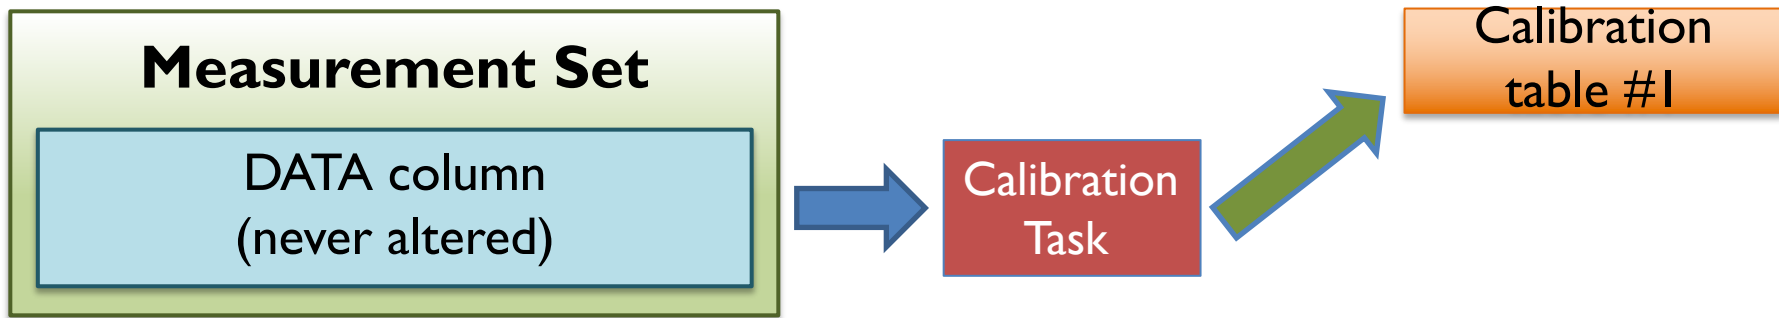 Measurement Set
DATA column
(never altered)
Calibration
Task
Calibration
table #1